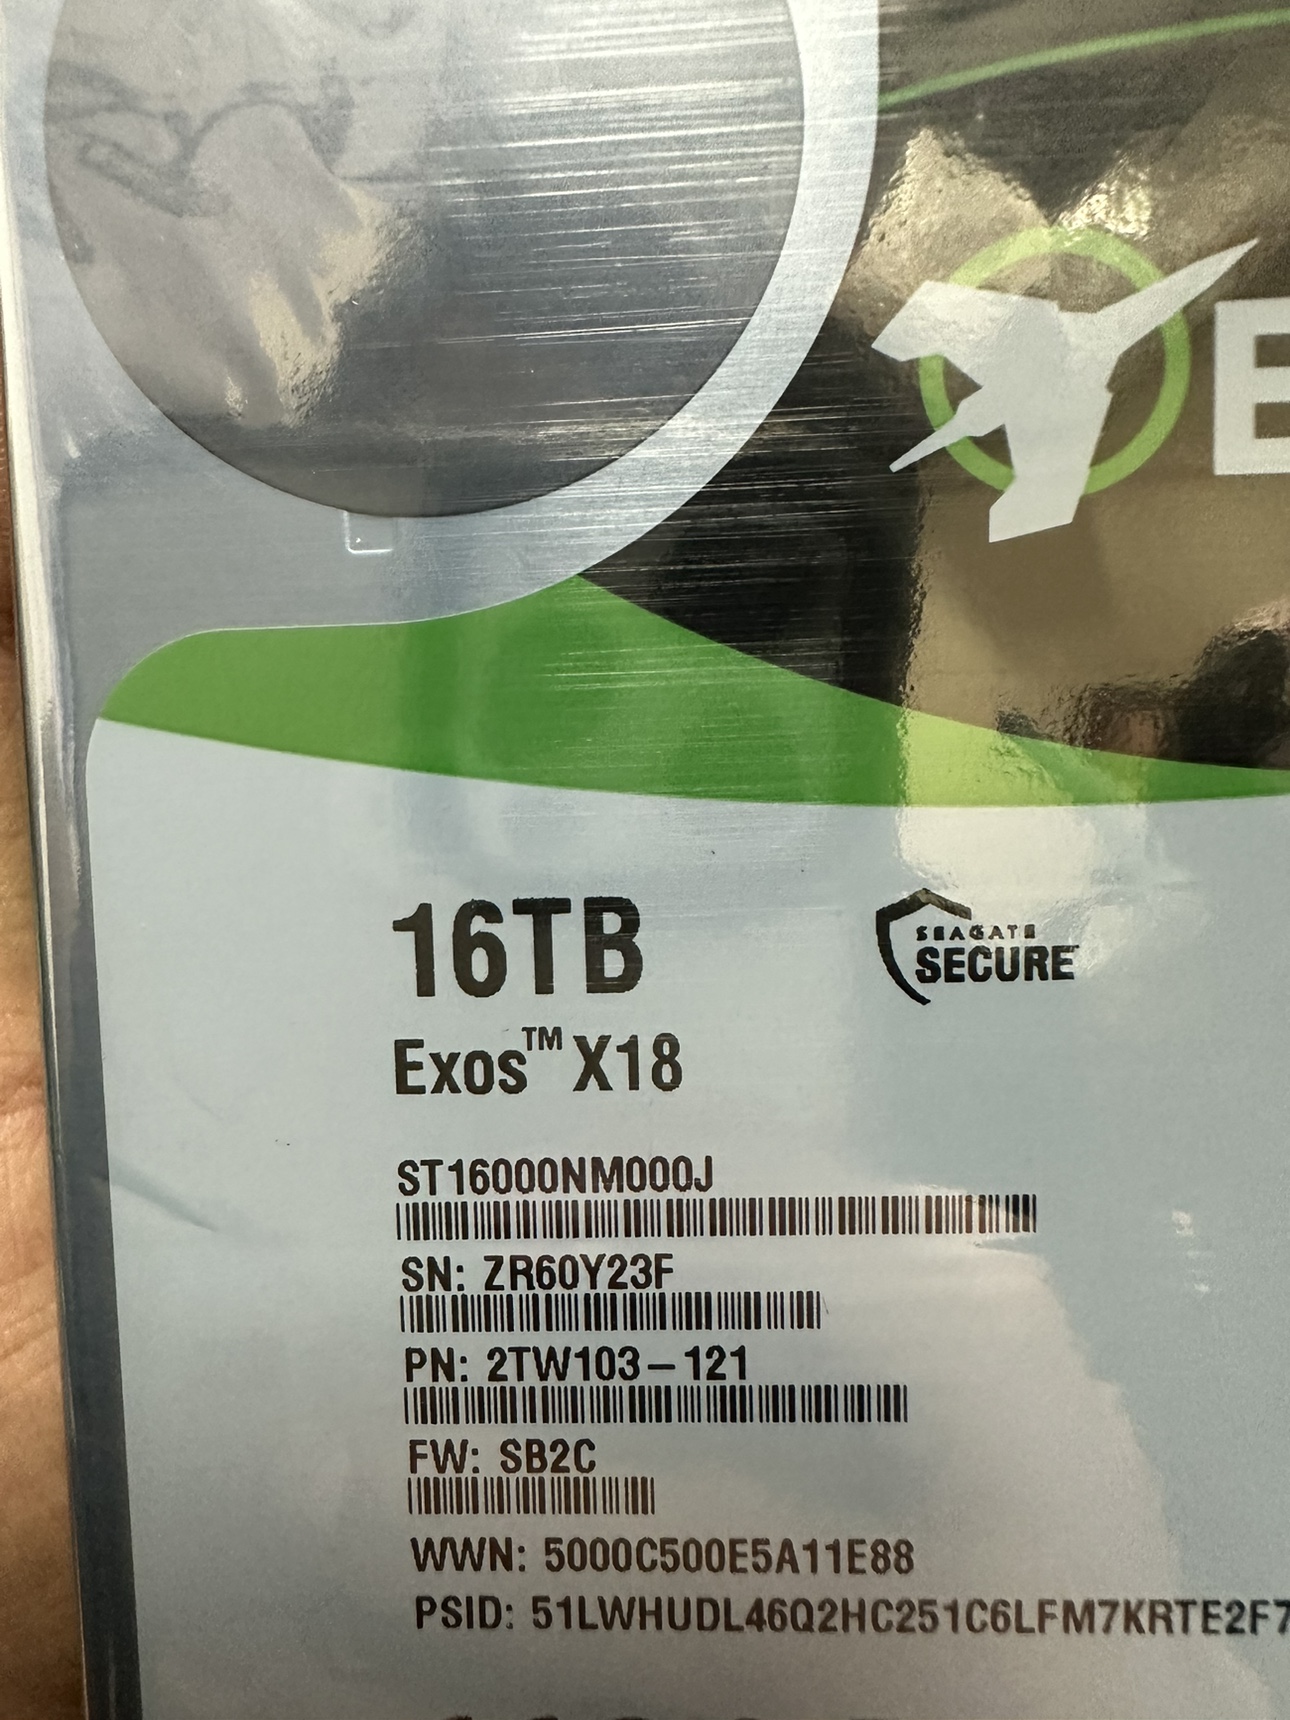 E
16TB
SEAGATE
SECURE
Exos™ X18
ST16000NM000J
SN: ZR60Y23F
PN: 2TW103-121
FW: SB2C
WWN: 5000C500E5A11E88
PSID: 51LWHUDL46Q2HC251C6LFM7KRTE2F7